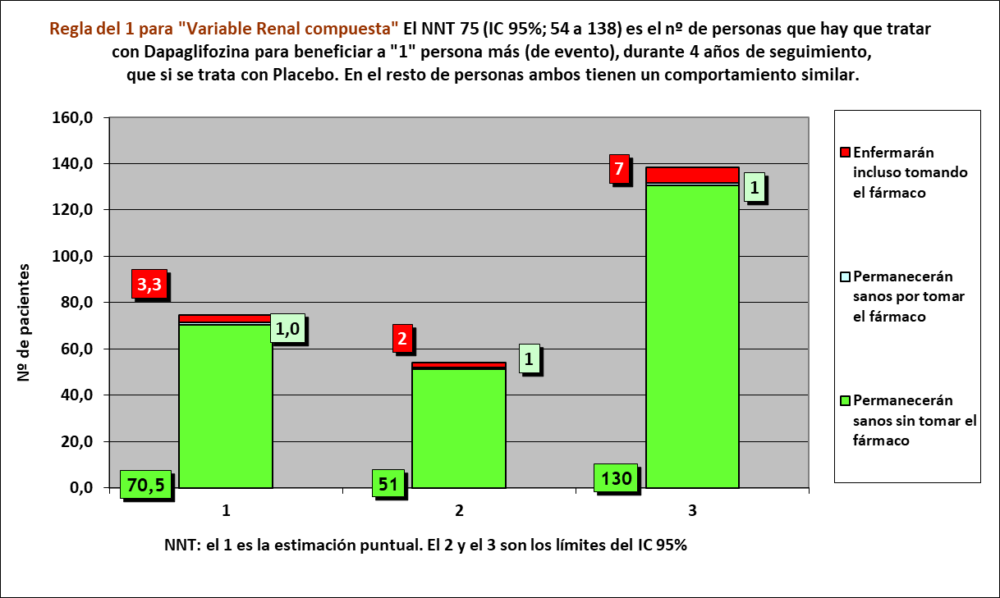 Regla del 1 para "Variable Renal compuesta" El NNT 75 (IC 95%; 54 a 138) es el nº de personas que hay que tratar
con Dapaglifozina para beneficiar a "1" persona más (de evento), durante 4 años de seguimiento,
que si se trata con Placebo. En el resto de personas ambos tienen un comportamiento similar.
160,0
140,0
120,0
100,0
80,0
60,0
40,0
20,0
0,0
Nº de pacientes
3,3
1,0
70,5
2
1
51
7
1
130
1
2
3
NNT: el 1 es la estimación puntual. El 2 y el 3 son los límites del IC 95%
Enfermarán
incluso tomando
el fármaco
Permanecerán
sanos por tomar
el fármaco
Permanecerán
sanos sin tomar el
fármaco